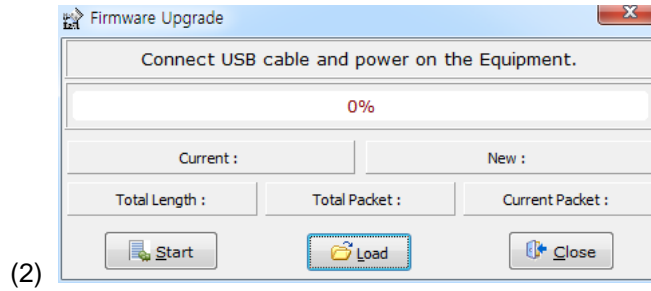 Firmware Upgrade
Connect USB cable and power on the Equipment.
0%
Current : New :
Total Length : Total Packet : Current Packet :
(2) Start Load Close